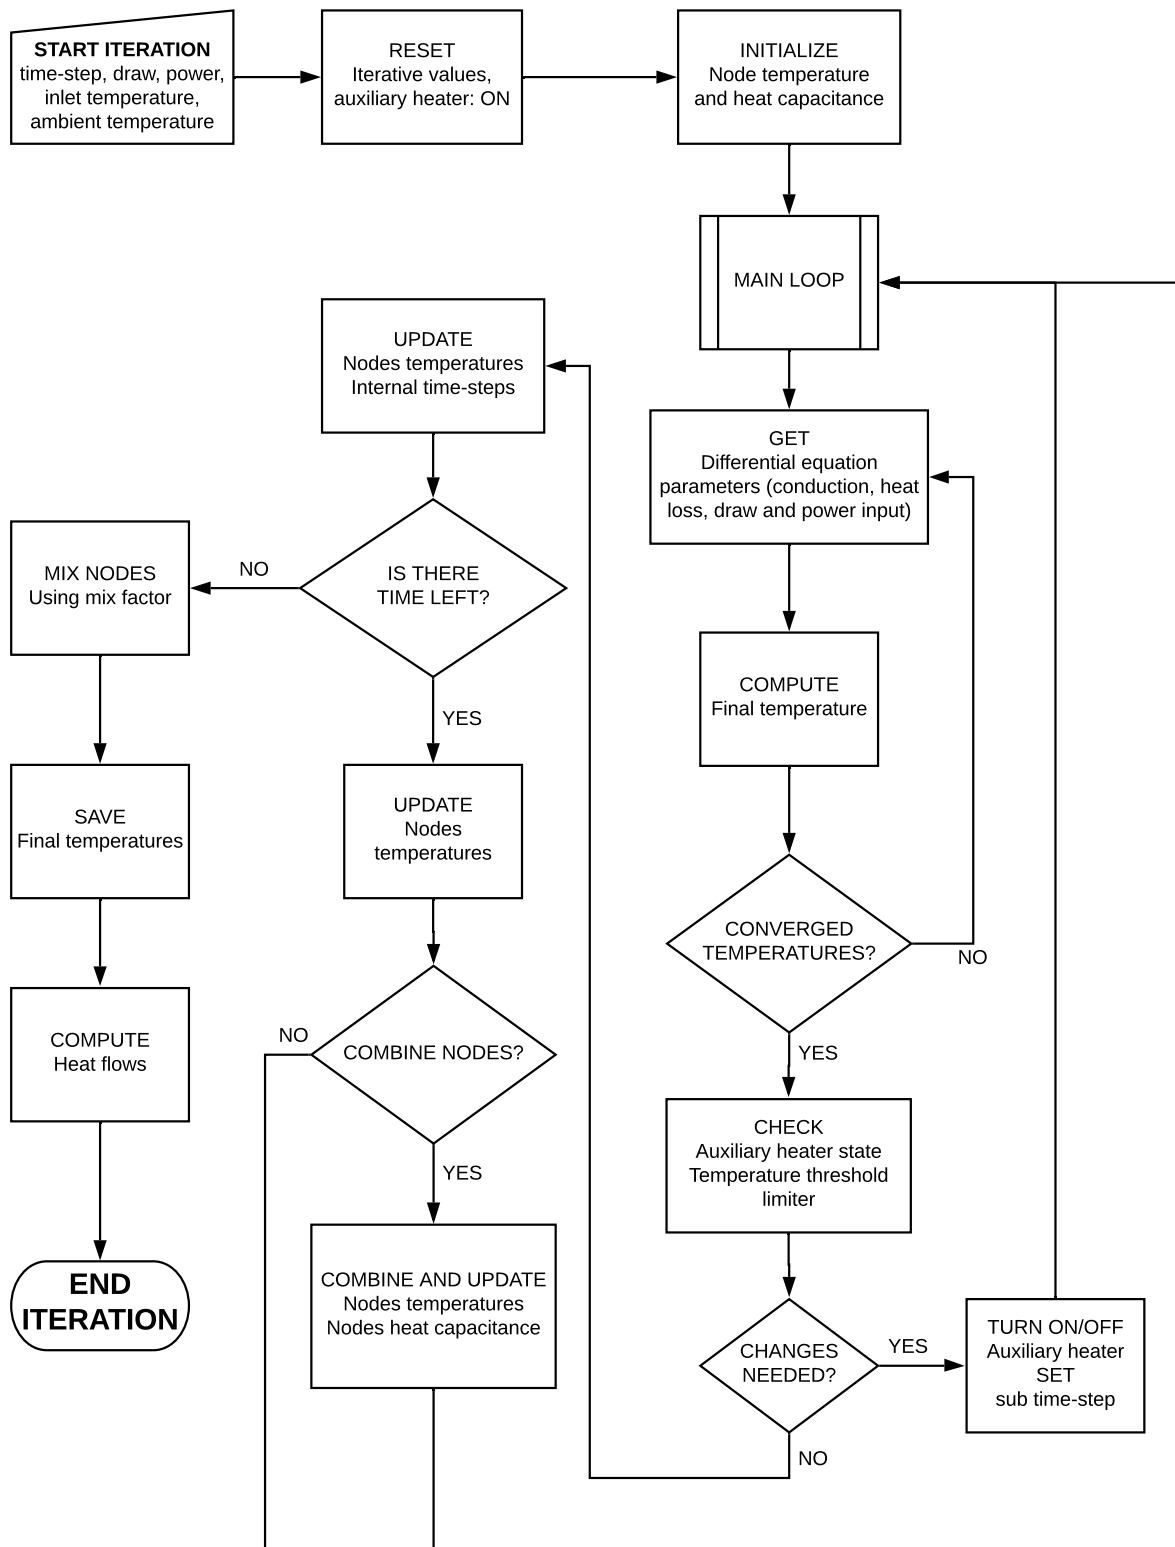 START ITERATION
time-step, draw, power,
inlet temperature,
ambient temperature
RESET
Iterative values,
auxiliary heater: ON
INITIALIZE
Node temperature
and heat capacitance
MAIN LOOP
GET
Differential equation
parameters (conduction, heat
loss, draw and power input)
COMPUTE
Final temperature
CONVERGED
TEMPERATURES?
NO
YES
CHECK
Auxiliary heater state
Temperature threshold
limiter
CHANGES
NEEDED?
YES
TURN ON/OFF
Auxiliary heater
SET
sub time-step
NO
UPDATE
Nodes temperatures
Internal time-steps
IS THERE
TIME LEFT?
NO
YES
UPDATE
Nodes
temperatures
COMBINE NODES?
NO
YES
COMBINE AND UPDATE
Nodes temperatures
Nodes heat capacitance
MIX NODES
Using mix factor
SAVE
Final temperatures
COMPUTE
Heat flows
END
ITERATION